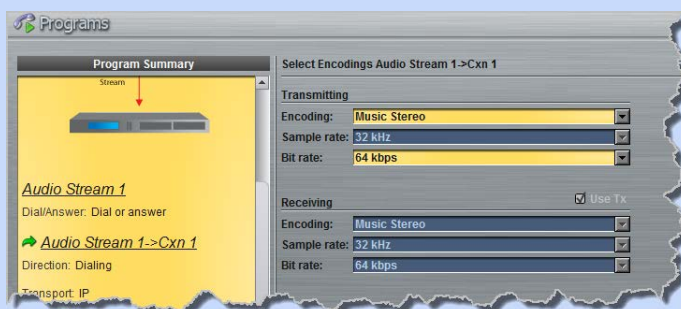 Programs
Program Summary
Stream
Audio Stream 1
Dial/Answer: Dial or answer
Audio Stream 1->Cxn 1
Direction: Dialing
Transport: IP
Select Encodings Audio Stream 1->Cxn 1
Transmitting
Encoding: Music Stereo
Sample rate: 32 kHz
Bit rate: 64 kbps
Receiving Use Tx
Encoding: Music Stereo
Sample rate: 32 kHz
Bit rate: 64 kbps